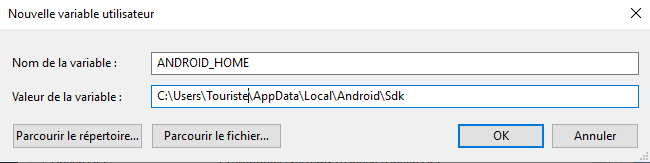 Nouvelle variable utilisateur
Nom de la variable :
ANDROID_HOME
Valeur de la variable :
C:\Users\Touriste\AppData\Local\Android\Sdk
Parcourir le répertoire... Parcourir le fichier... OK Annuler